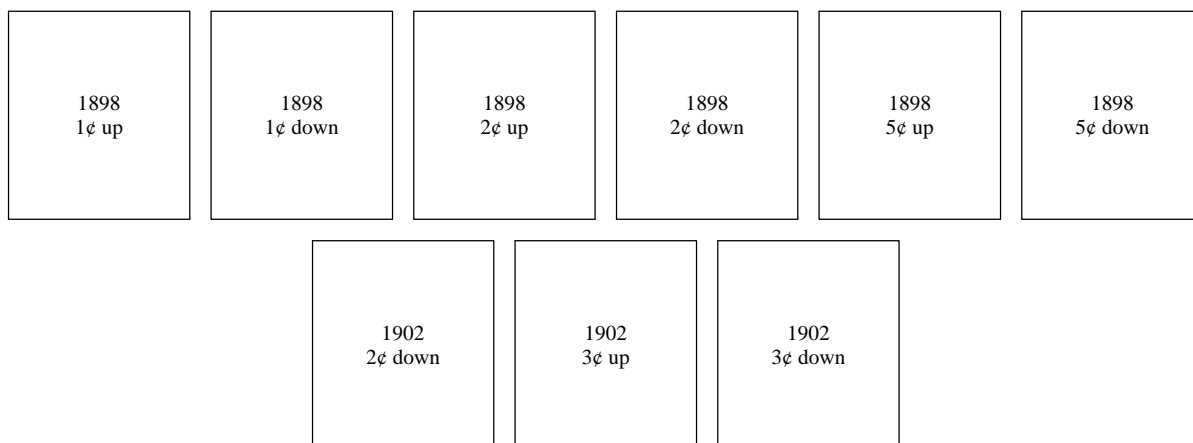 1898
1¢ up
1898
1¢ down
1898
2¢ up
1898
2¢ down
1898
5¢ up
1898
5¢ down
1902
2¢ down
1902
3¢ up
1902
3¢ down